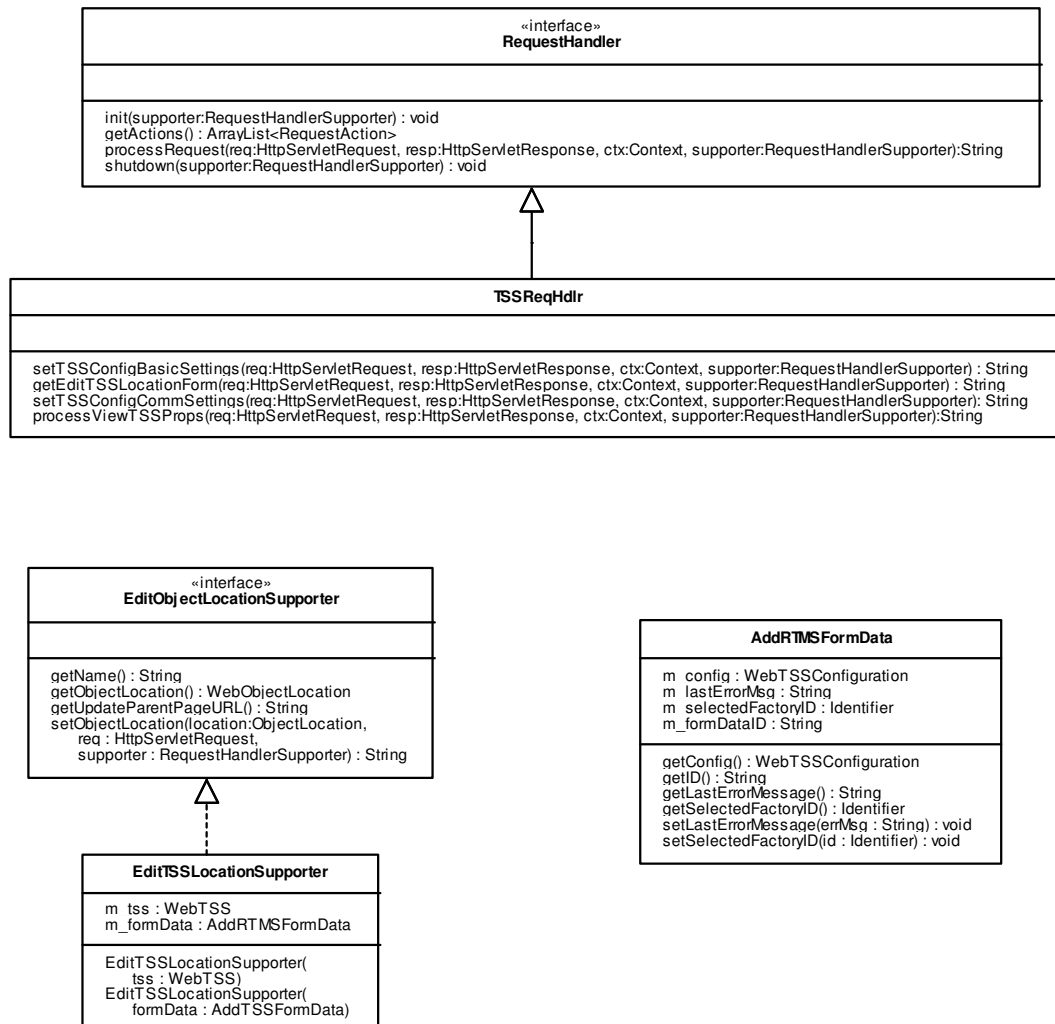 «interface»
RequestHandler
init(supporter:RequestHandlerSupporter) : void
getActions() : ArrayList<RequestAction>
processRequest(req:HttpServletRequest, resp:HttpServletResponse, ctx:Context, supporter:RequestHandlerSupporter):String
shutdown(supporter:RequestHandlerSupporter) : void
TSSReqHdlr
setTSSConfigBasicSettings(req:HttpServletRequest, resp:HttpServletResponse, ctx:Context, supporter:RequestHandlerSupporter) : String
getEditTSSLocationForm(req:HttpServletRequest, resp:HttpServletResponse, ctx:Context, supporter:RequestHandlerSupporter) : String
setTSSConfigCommSettings(req:HttpServletRequest, resp:HttpServletResponse, ctx:Context, supporter:RequestHandlerSupporter): String
processViewTSSProps(req:HttpServletRequest, resp:HttpServletResponse, ctx:Context, supporter:RequestHandlerSupporter):String
«interface»
EditObjectLocationSupporter
getName() : String
getObjectLocation() : WebObjectLocation
getUpdateParentPageURL() : String
setObjectLocation(location:ObjectLocation,
req : HttpServletRequest,
supporter : RequestHandlerSupporter) : String
EditTSSLocationSupporter
m_tss : WebTSS
m_formData : AddRTMSFormData
EditTSSLocationSupporter(
tss : WebTSS)
EditTSSLocationSupporter(
formData : AddTSSFormData)
AddRTMSFormData
m_config : WebTSSConfiguration
m_lastErrorMsg : String
m_selectedFactoryID : Identifier
m_formDataID : String
getConfig() : WebTSSConfiguration
getID() : String
getLastErrorMessage() : String
getSelectedFactoryID() : Identifier
setLastErrorMessage(errMsg : String) : void
setSelectedFactoryID(id : Identifier) : void